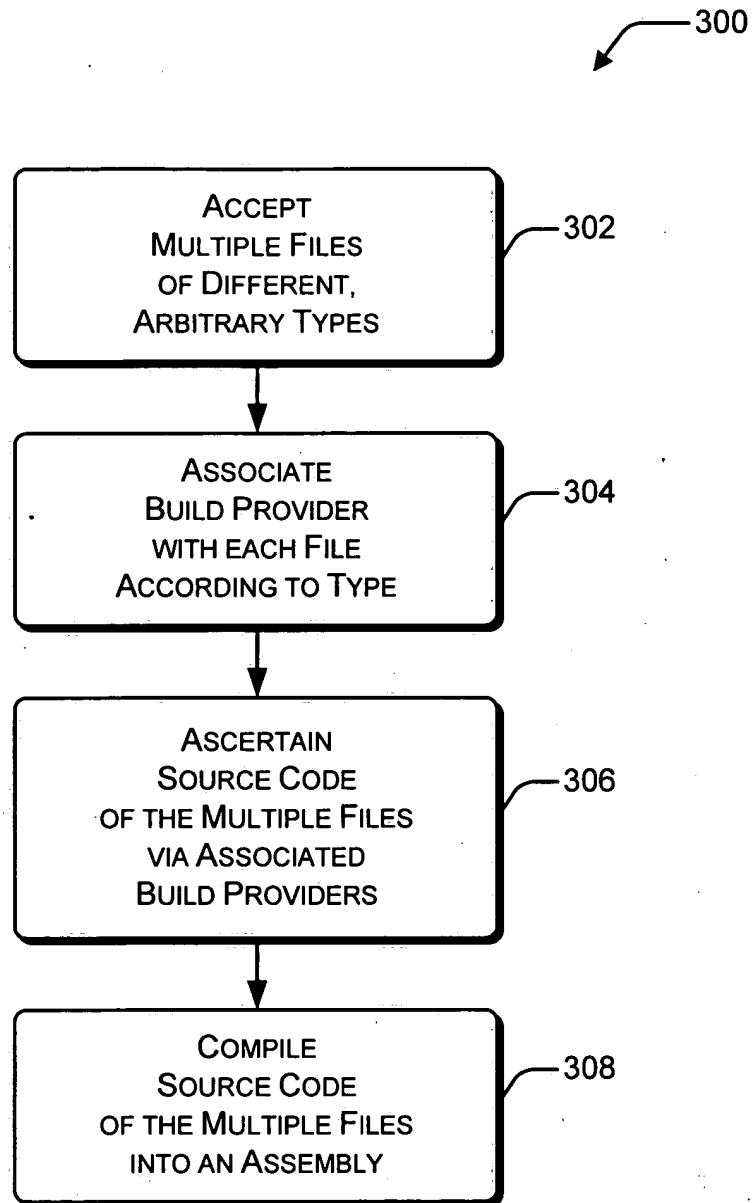 300
ACCEPT
MULTIPLE FILES
OF DIFFERENT,
ARBITRARY TYPES
302
ASSOCIATE
BUILD PROVIDER
WITH EACH FILE
ACCORDING TO TYPE
304
ASCERTAIN
SOURCE CODE
OF THE MULTIPLE FILES
VIA ASSOCIATED
BUILD PROVIDERS
306
COMPILE
SOURCE CODE
OF THE MULTIPLE FILES
INTO AN ASSEMBLY
308